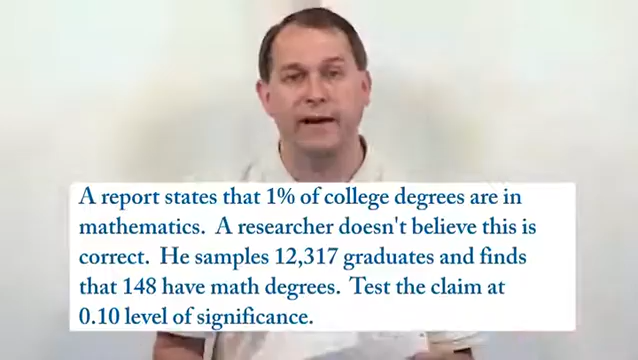 A report states that 1% of college degrees are in
mathematics.  A researcher doesn't believe this is
correct.  He samples 12,317 graduates and finds
that 148 have math degrees.  Test the claim at
0.10 level of significance.